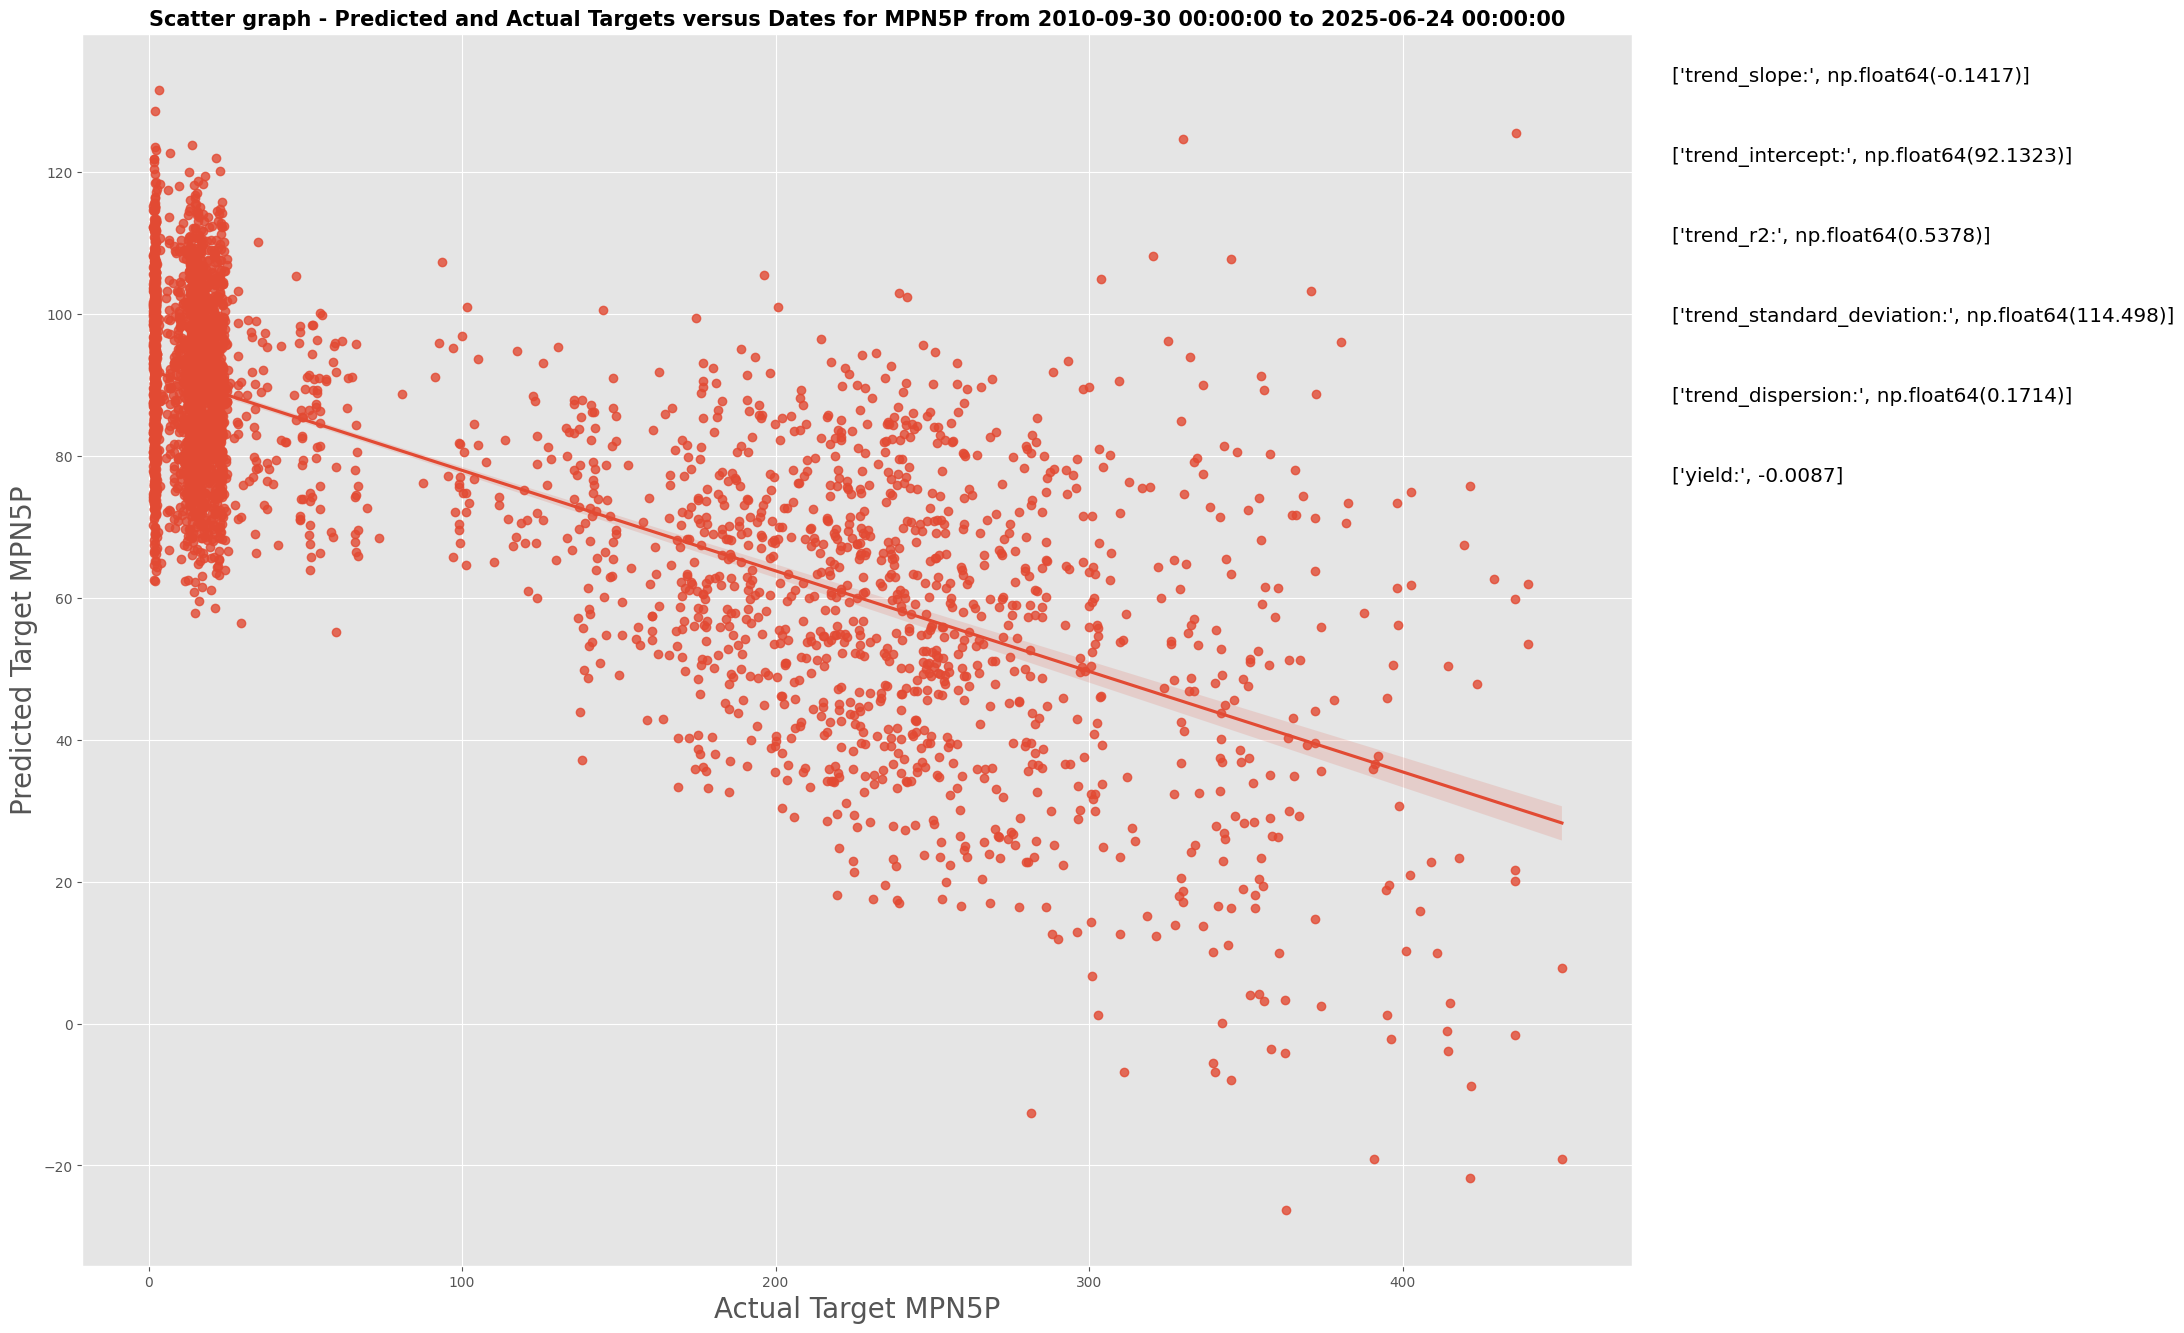 Scatter graph - Predicted and Actual Targets versus Dates for MPN5P from 2010-09-30 00:00:00 to 2025-06-24 00:00:00
['trend_slope:', np.float64(-0.1417)]
['trend_intercept:', np.float64(92.1323)]
['trend_r2:', np.float64(0.5378)]
['trend_standard_deviation:', np.float64(114.498)]
['trend_dispersion:', np.float64(0.1714)]
['yield:', -0.0087]
Predicted Target MPN5P
120
100
80
60
40
20
0
−20
0 100 200 300 400
Actual Target MPN5P